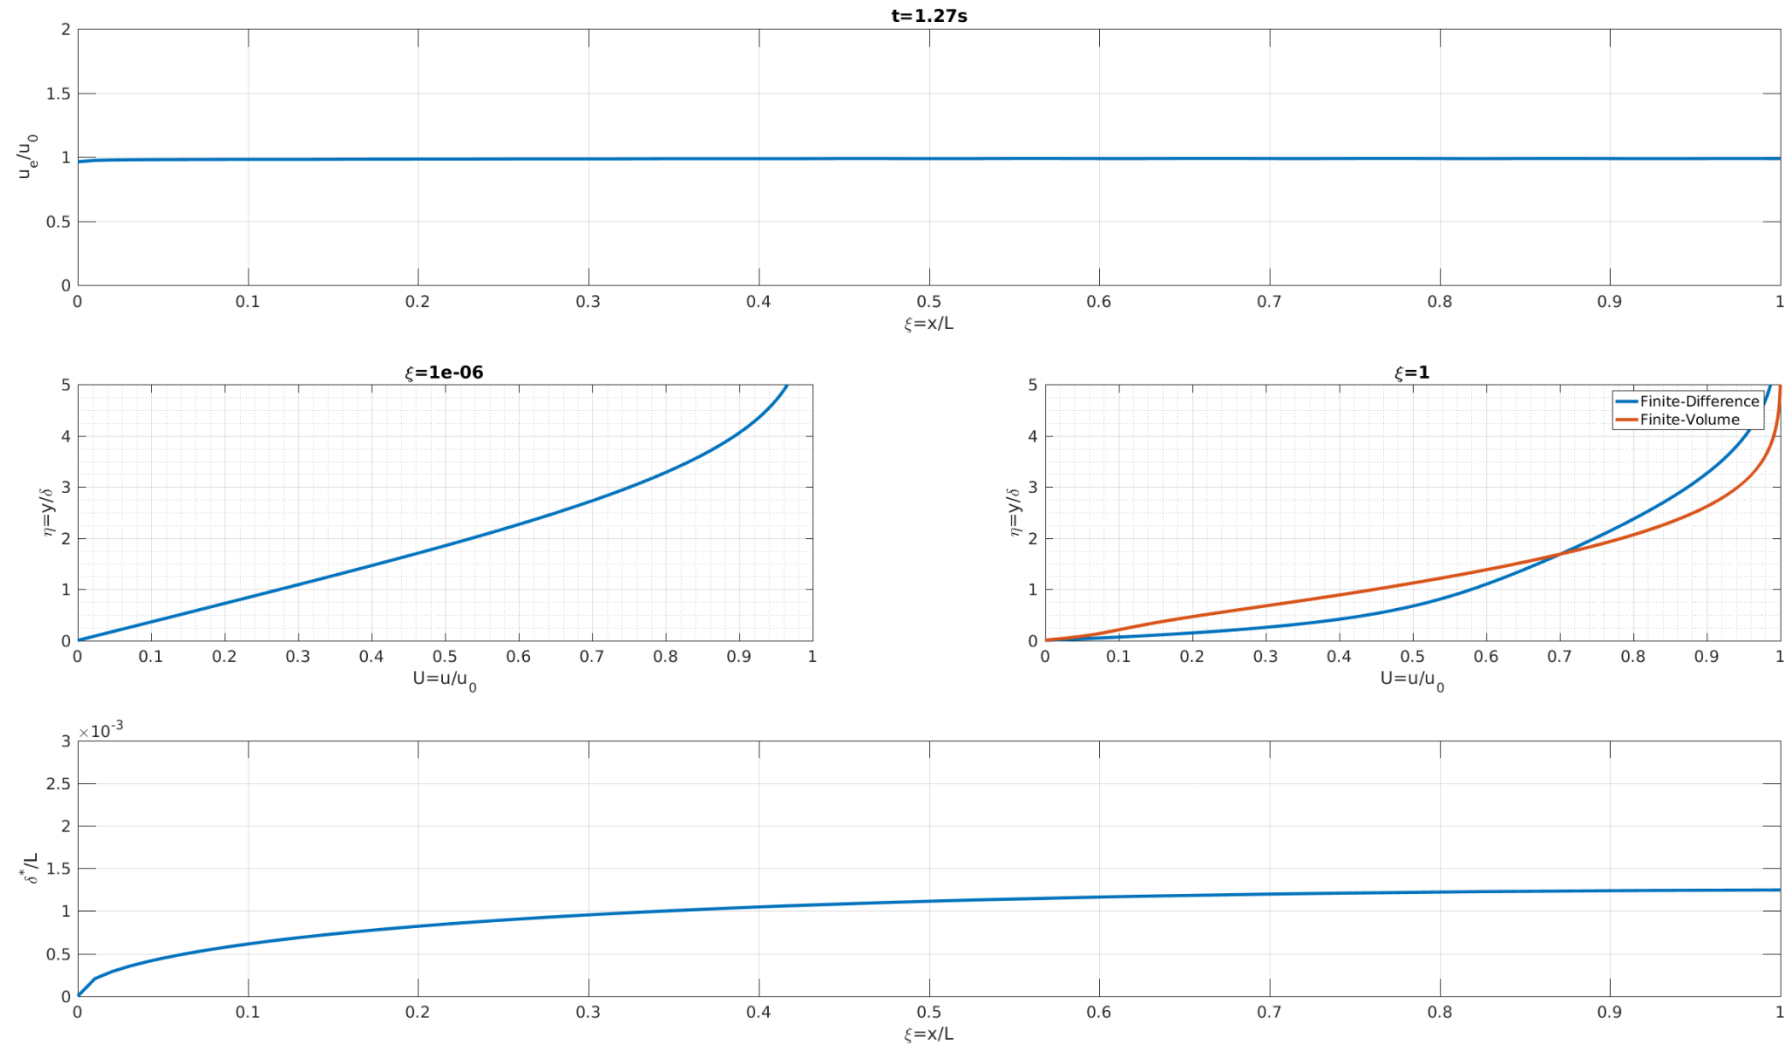 t=1.27s
2
1.5
1
0.5
0
u_e/u_0
0 0.1 0.2 0.3 0.4 0.5 0.6 0.7 0.8 0.9 1
ξ=x/L
ξ=1e-06
5
4
3
2
1
0
η=y/δ
0 0.1 0.2 0.3 0.4 0.5 0.6 0.7 0.8 0.9 1
U=u/u_0
ξ=1
Finite-Difference
Finite-Volume
5
4
3
2
1
0
η=y/δ
0 0.1 0.2 0.3 0.4 0.5 0.6 0.7 0.8 0.9 1
U=u/u_0
×10^-3
3
2.5
2
1.5
1
0.5
0
δ^*/L
0 0.1 0.2 0.3 0.4 0.5 0.6 0.7 0.8 0.9 1
ξ=x/L